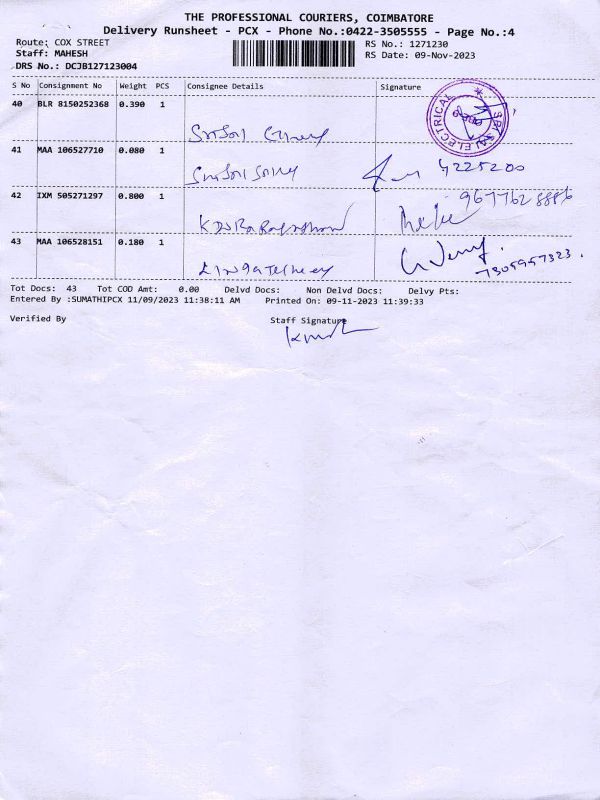 THE PROFESSIONAL COURIERS, COIMBATORE
Delivery Runsheet - PCX - Phone No.:0422-3505555 - Page No.:4
Route: COX STREET
RS No.: 1271230
Staff: MAHESH
RS Date: 09-Nov-2023
DRS No.: DCJB127123004
S No Consignment No Weight PCS Consignee Details Signature
40 BLR 8150252368 0.390 1
SRI SAI ELECTRICAL
41 MAA 106527710 0.080 1
4225200
42 IXM 505271297 0.800 1
9677628886
43 MAA 106528151 0.180 1
7305957323.
Tot Docs: 43 Tot COD Amt: 0.00 Delvd Docs: Non Delvd Docs: Delvy Pts:
Entered By :SUMATHIPCX 11/09/2023 11:38:11 AM Printed On: 09-11-2023 11:39:33
Verified By Staff Signature